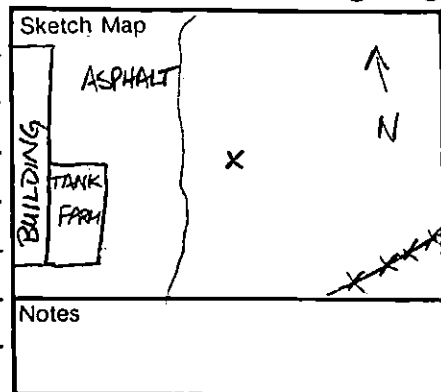 Sketch Map
ASPHALT
N
X
BUILDING
TANK
FARM
Notes